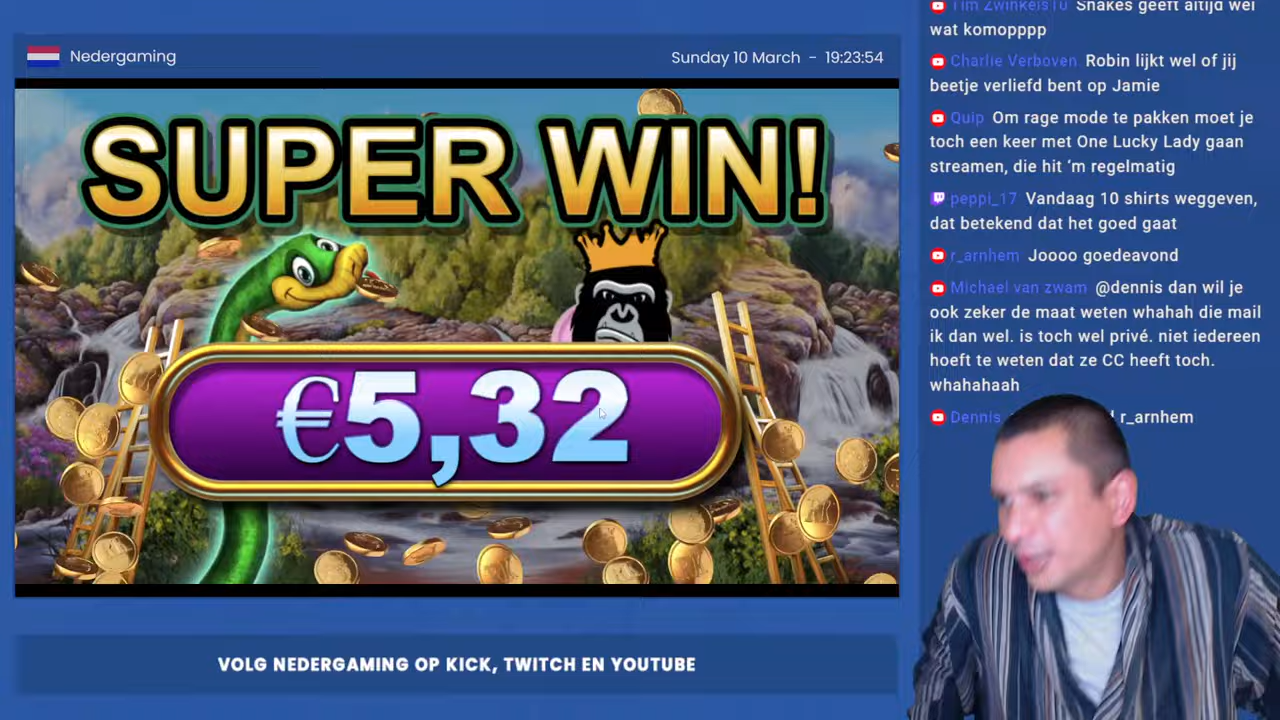 Nedergaming
Sunday 10 March - 19:23:54
SUPER WIN!
€5,32
VOLG NEDERGAMING OP KICK, TWITCH EN YOUTUBE
Tim Zwinkels10 Snakes geeft altijd wel
wat komopppp
Charlie Verboven Robin lijkt wel of jij
beetje verliefd bent op Jamie
Quip Om rage mode te pakken moet je
toch een keer met One Lucky Lady gaan
streamen, die hit ‘m regelmatig
peppi_17 Vandaag 10 shirts weggeven,
dat betekend dat het goed gaat
r_arnhem Joooo goedeavond
Michael van zwam @dennis dan wil je
ook zeker de maat weten whahah die mail
ik dan wel. is toch wel privé. niet iedereen
hoeft te weten dat ze CC heeft toch.
whahahaah
Dennis r_arnhem